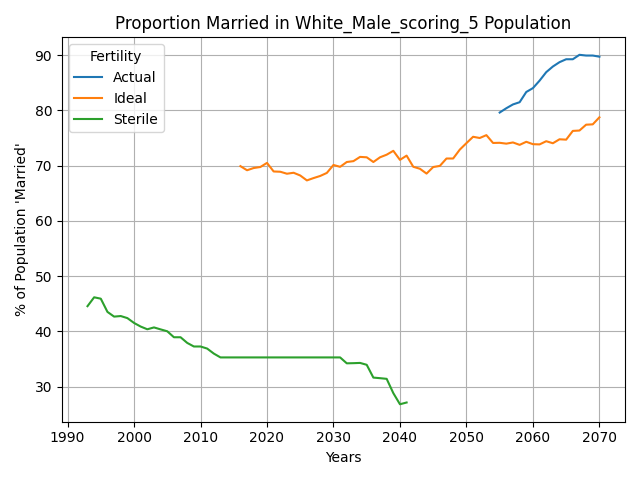 Proportion Married in White_Male_scoring_5 Population
Fertility
Actual
Ideal
Sterile
% of Population 'Married'
90
80
70
60
50
40
30
1990 2000 2010 2020 2030 2040 2050 2060 2070
Years